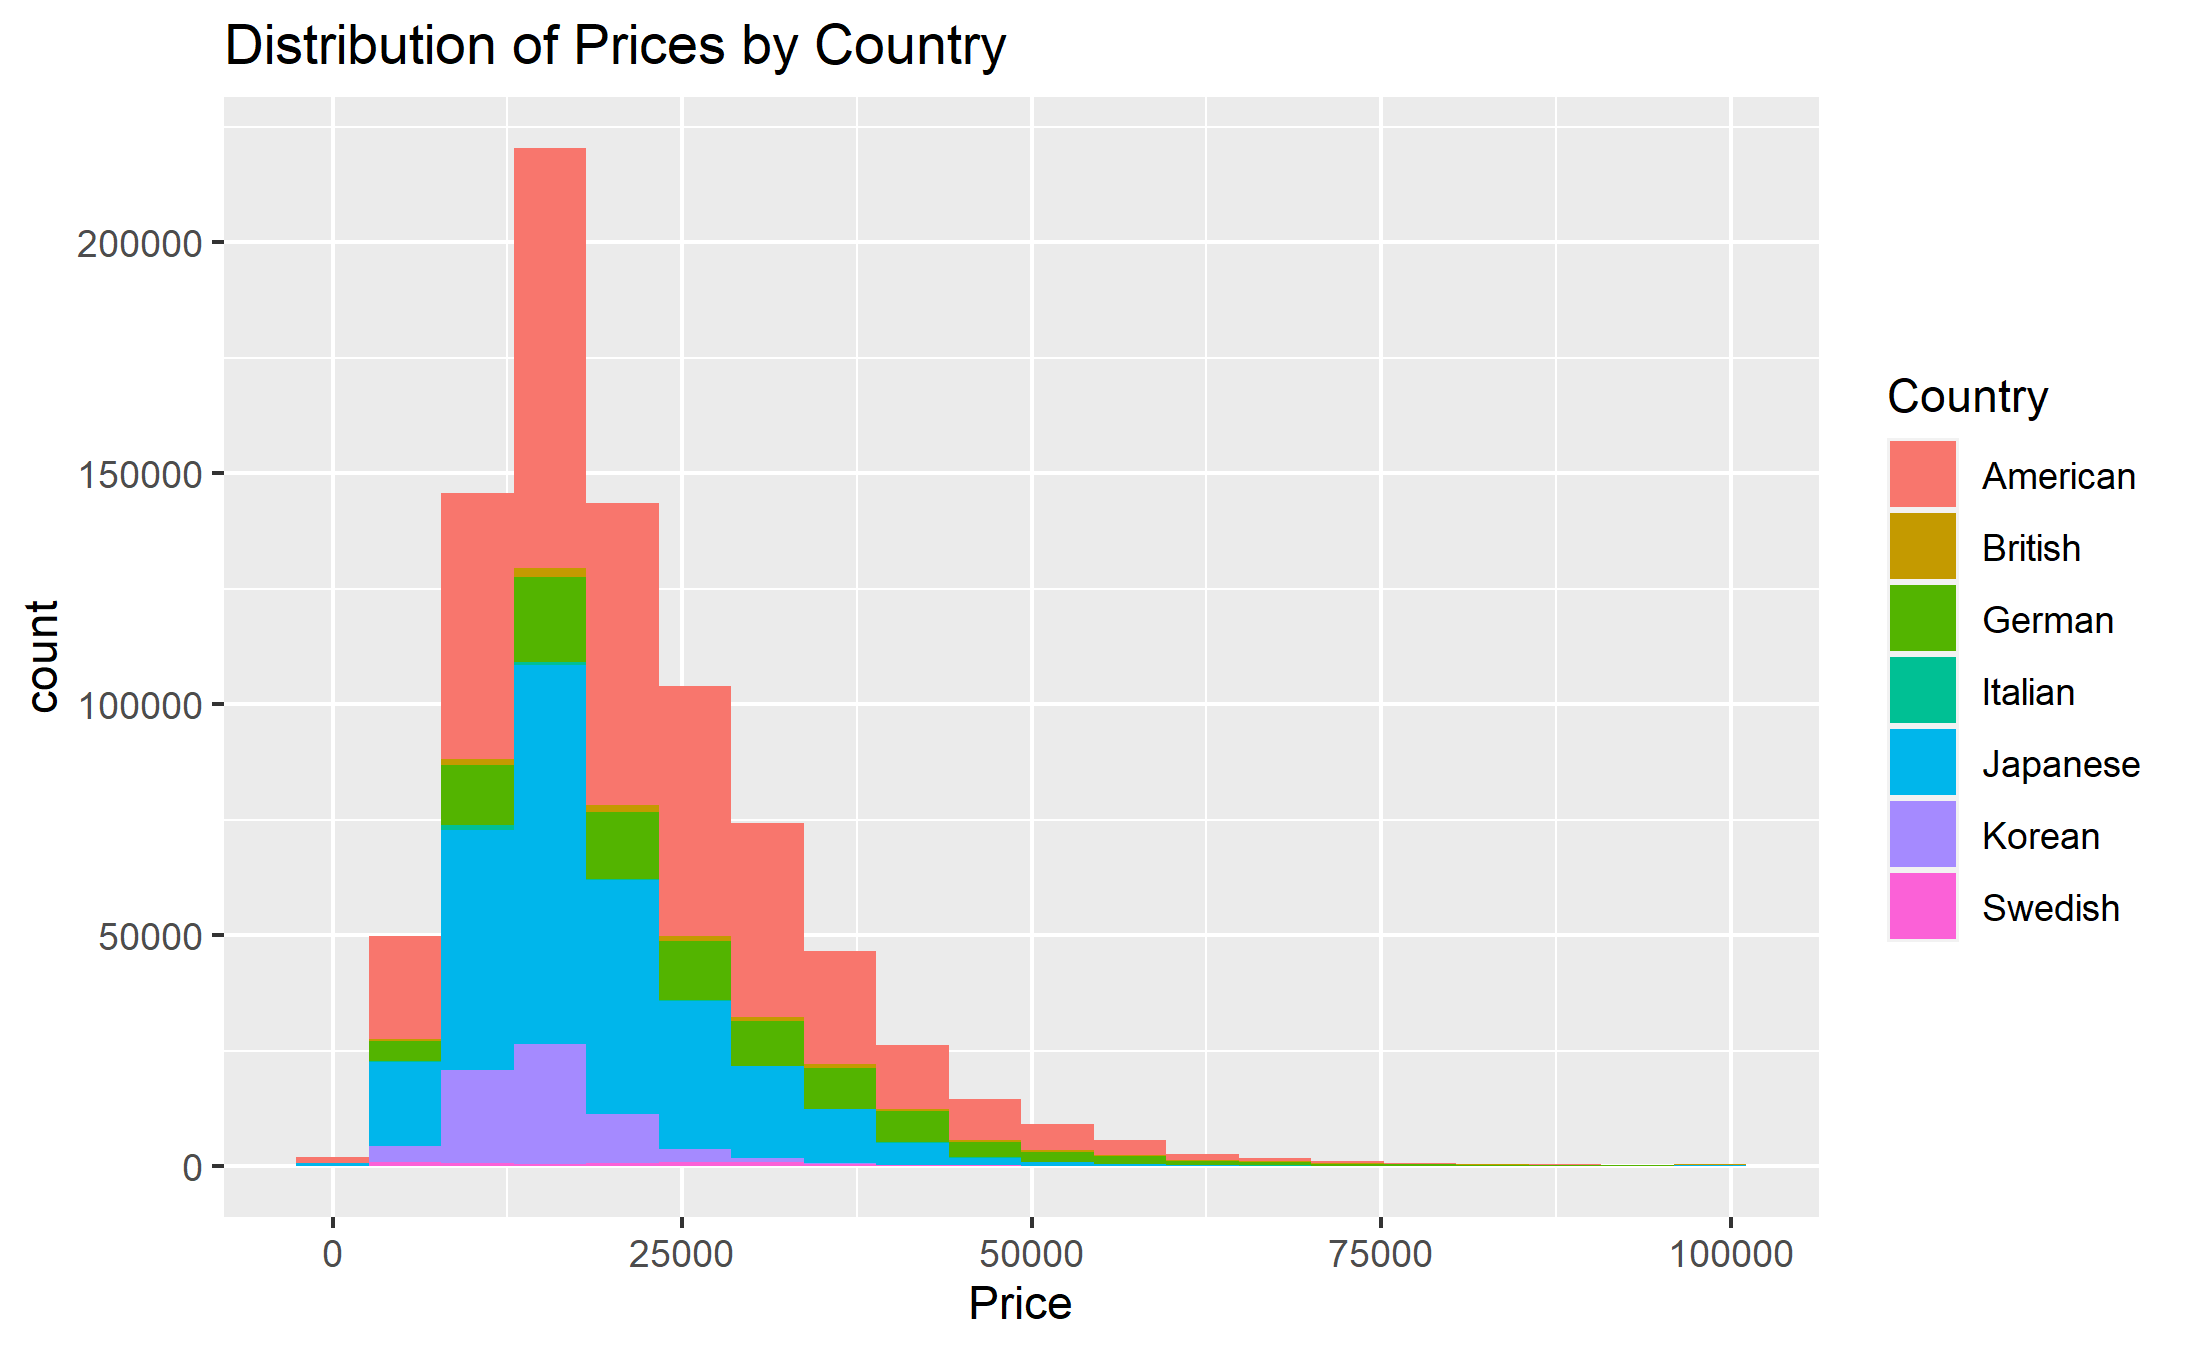 Distribution of Prices by Country
count
200000
150000
100000
50000
0
0 25000 50000 75000 100000
Price
Country
American
British
German
Italian
Japanese
Korean
Swedish